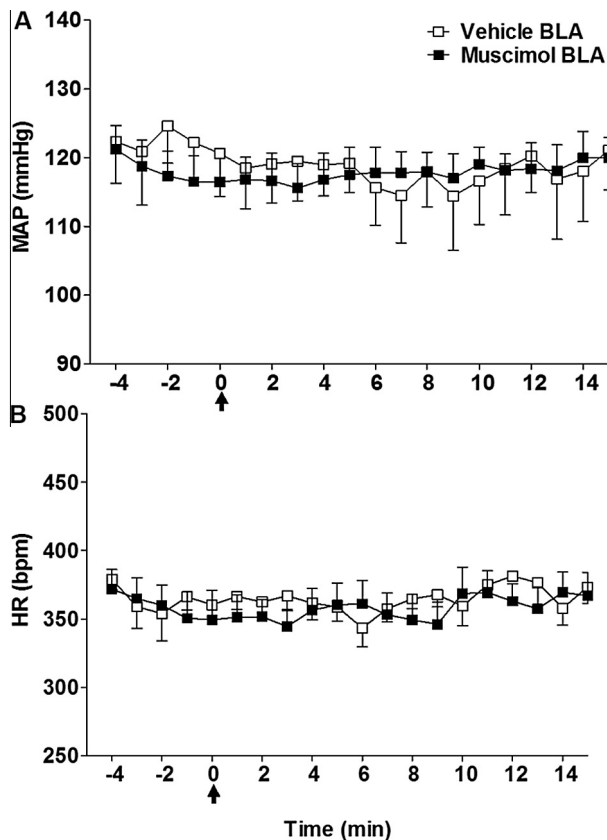 A
140
Vehicle BLA
130
Muscimol BLA
120
110
100
90
MAP (mmHg)
-4 -2 0 2 4 6 8 10 12 14
B
500
450
400
350
300
250
HR (bpm)
-4 -2 0 2 4 6 8 10 12 14
Time (min)